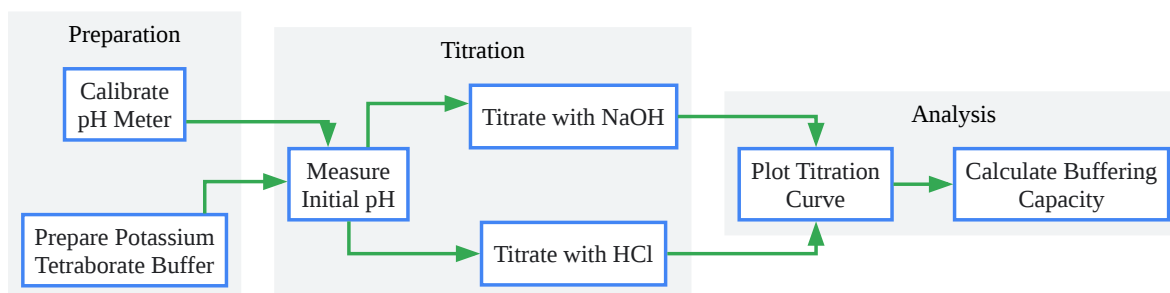 Preparation
Calibrate
pH Meter
Prepare Potassium
Tetraborate Buffer
Titration
Measure
Initial pH
Titrate with NaOH
Titrate with HCl
Analysis
Plot Titration
Curve
Calculate Buffering
Capacity